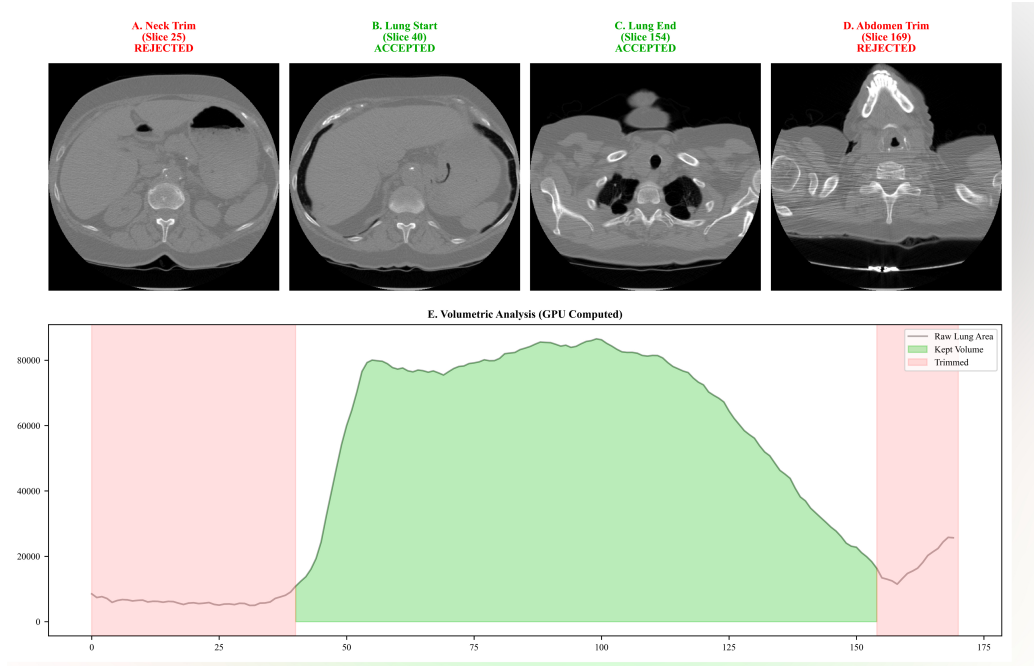 A. Neck Trim
(Slice 25)
REJECTED
B. Lung Start
(Slice 40)
ACCEPTED
C. Lung End
(Slice 154)
ACCEPTED
D. Abdomen Trim
(Slice 169)
REJECTED
E. Volumetric Analysis (GPU Computed)
Raw Lung Area
Kept Volume
Trimmed
80000
60000
40000
20000
0
0
25
50
75
100
125
150
175